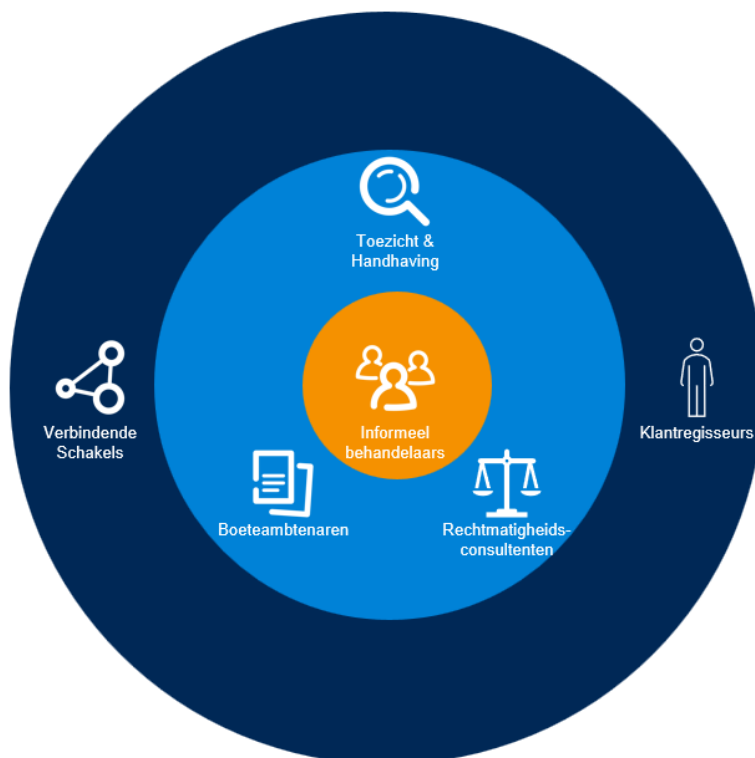 Toezicht &
Handhaving
Verbindende
Schakels
Informeel
behandelaars
Klantregisseurs
Boeteambtenaren
Rechtmatigheids-
consultenten